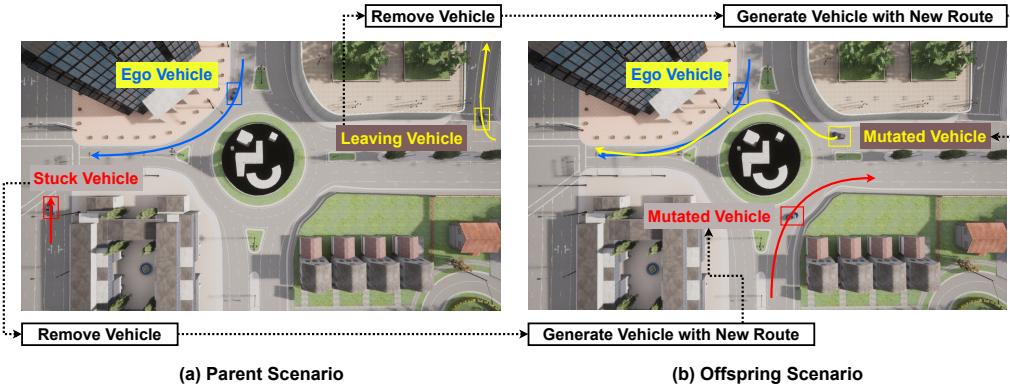 Remove Vehicle
Generate Vehicle with New Route
Ego Vehicle
Leaving Vehicle
Stuck Vehicle
Ego Vehicle
Mutated Vehicle
Mutated Vehicle
Remove Vehicle
Generate Vehicle with New Route
(a) Parent Scenario
(b) Offspring Scenario